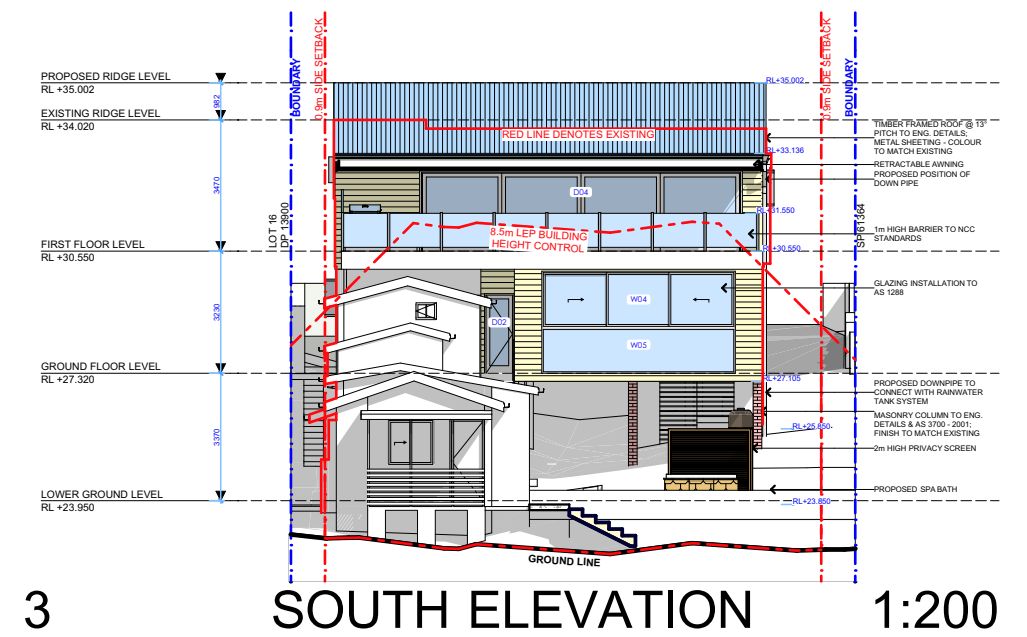 PROPOSED RIDGE LEVEL
RL +35.002
EXISTING RIDGE LEVEL
RL +34.020
FIRST FLOOR LEVEL
RL +30.550
GROUND FLOOR LEVEL
RL +27.320
LOWER GROUND LEVEL
RL +23.950
982
3470
3230
3370
BOUNDARY
0.9m SIDE SETBACK
LOT 16
DP 13900
RL+35.002
RED LINE DENOTES EXISTING
RL+33.136
D04
RL+31.550
8.5m LEP BUILDING
HEIGHT CONTROL
RL+30.550
W04
D02
W05
RL+27.105
RL+25.850
RL+23.850
GROUND LINE
0.9m SIDE SETBACK
BOUNDARY
SP61364
TIMBER FRAMED ROOF @ 13°
PITCH TO ENG. DETAILS;
METAL SHEETING - COLOUR
TO MATCH EXISTING
RETRACTABLE AWNING
PROPOSED POSITION OF
DOWN PIPE
1m HIGH BARRIER TO NCC
STANDARDS
GLAZING INSTALLATION TO
AS 1288
PROPOSED DOWNPIPE TO
CONNECT WITH RAINWATER
TANK SYSTEM
MASONRY COLUMN TO ENG.
DETAILS & AS 3700 - 2001;
FINISH TO MATCH EXISTING
2m HIGH PRIVACY SCREEN
PROPOSED SPA BATH
3
SOUTH ELEVATION
1:200